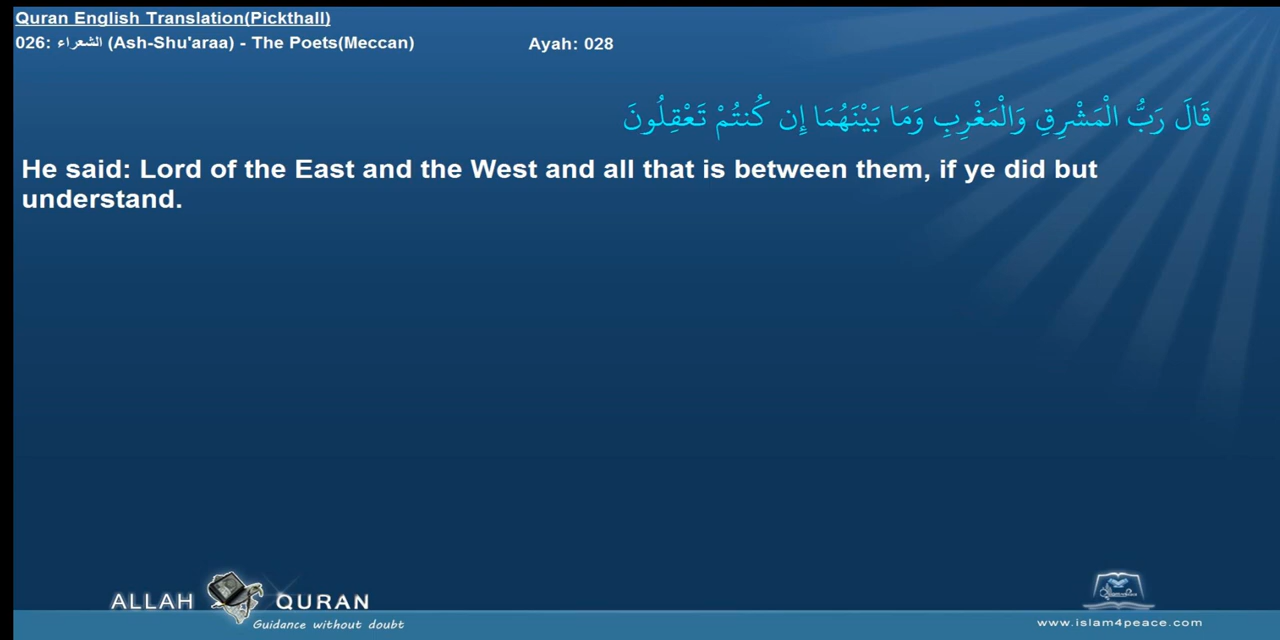 Quran English Translation(Pickthall)
026: الشعراء (Ash-Shu'araa) - The Poets(Meccan) Ayah: 028
قَالَ رَبُّ الْمَشْرِقِ وَالْمَغْرِبِ وَمَا بَيْنَهُمَا إِن كُنتُمْ تَعْقِلُونَ
He said: Lord of the East and the West and all that is between them, if ye did but
understand.
ALLAH QURAN
Guidance without doubt
www.islam4peace.com